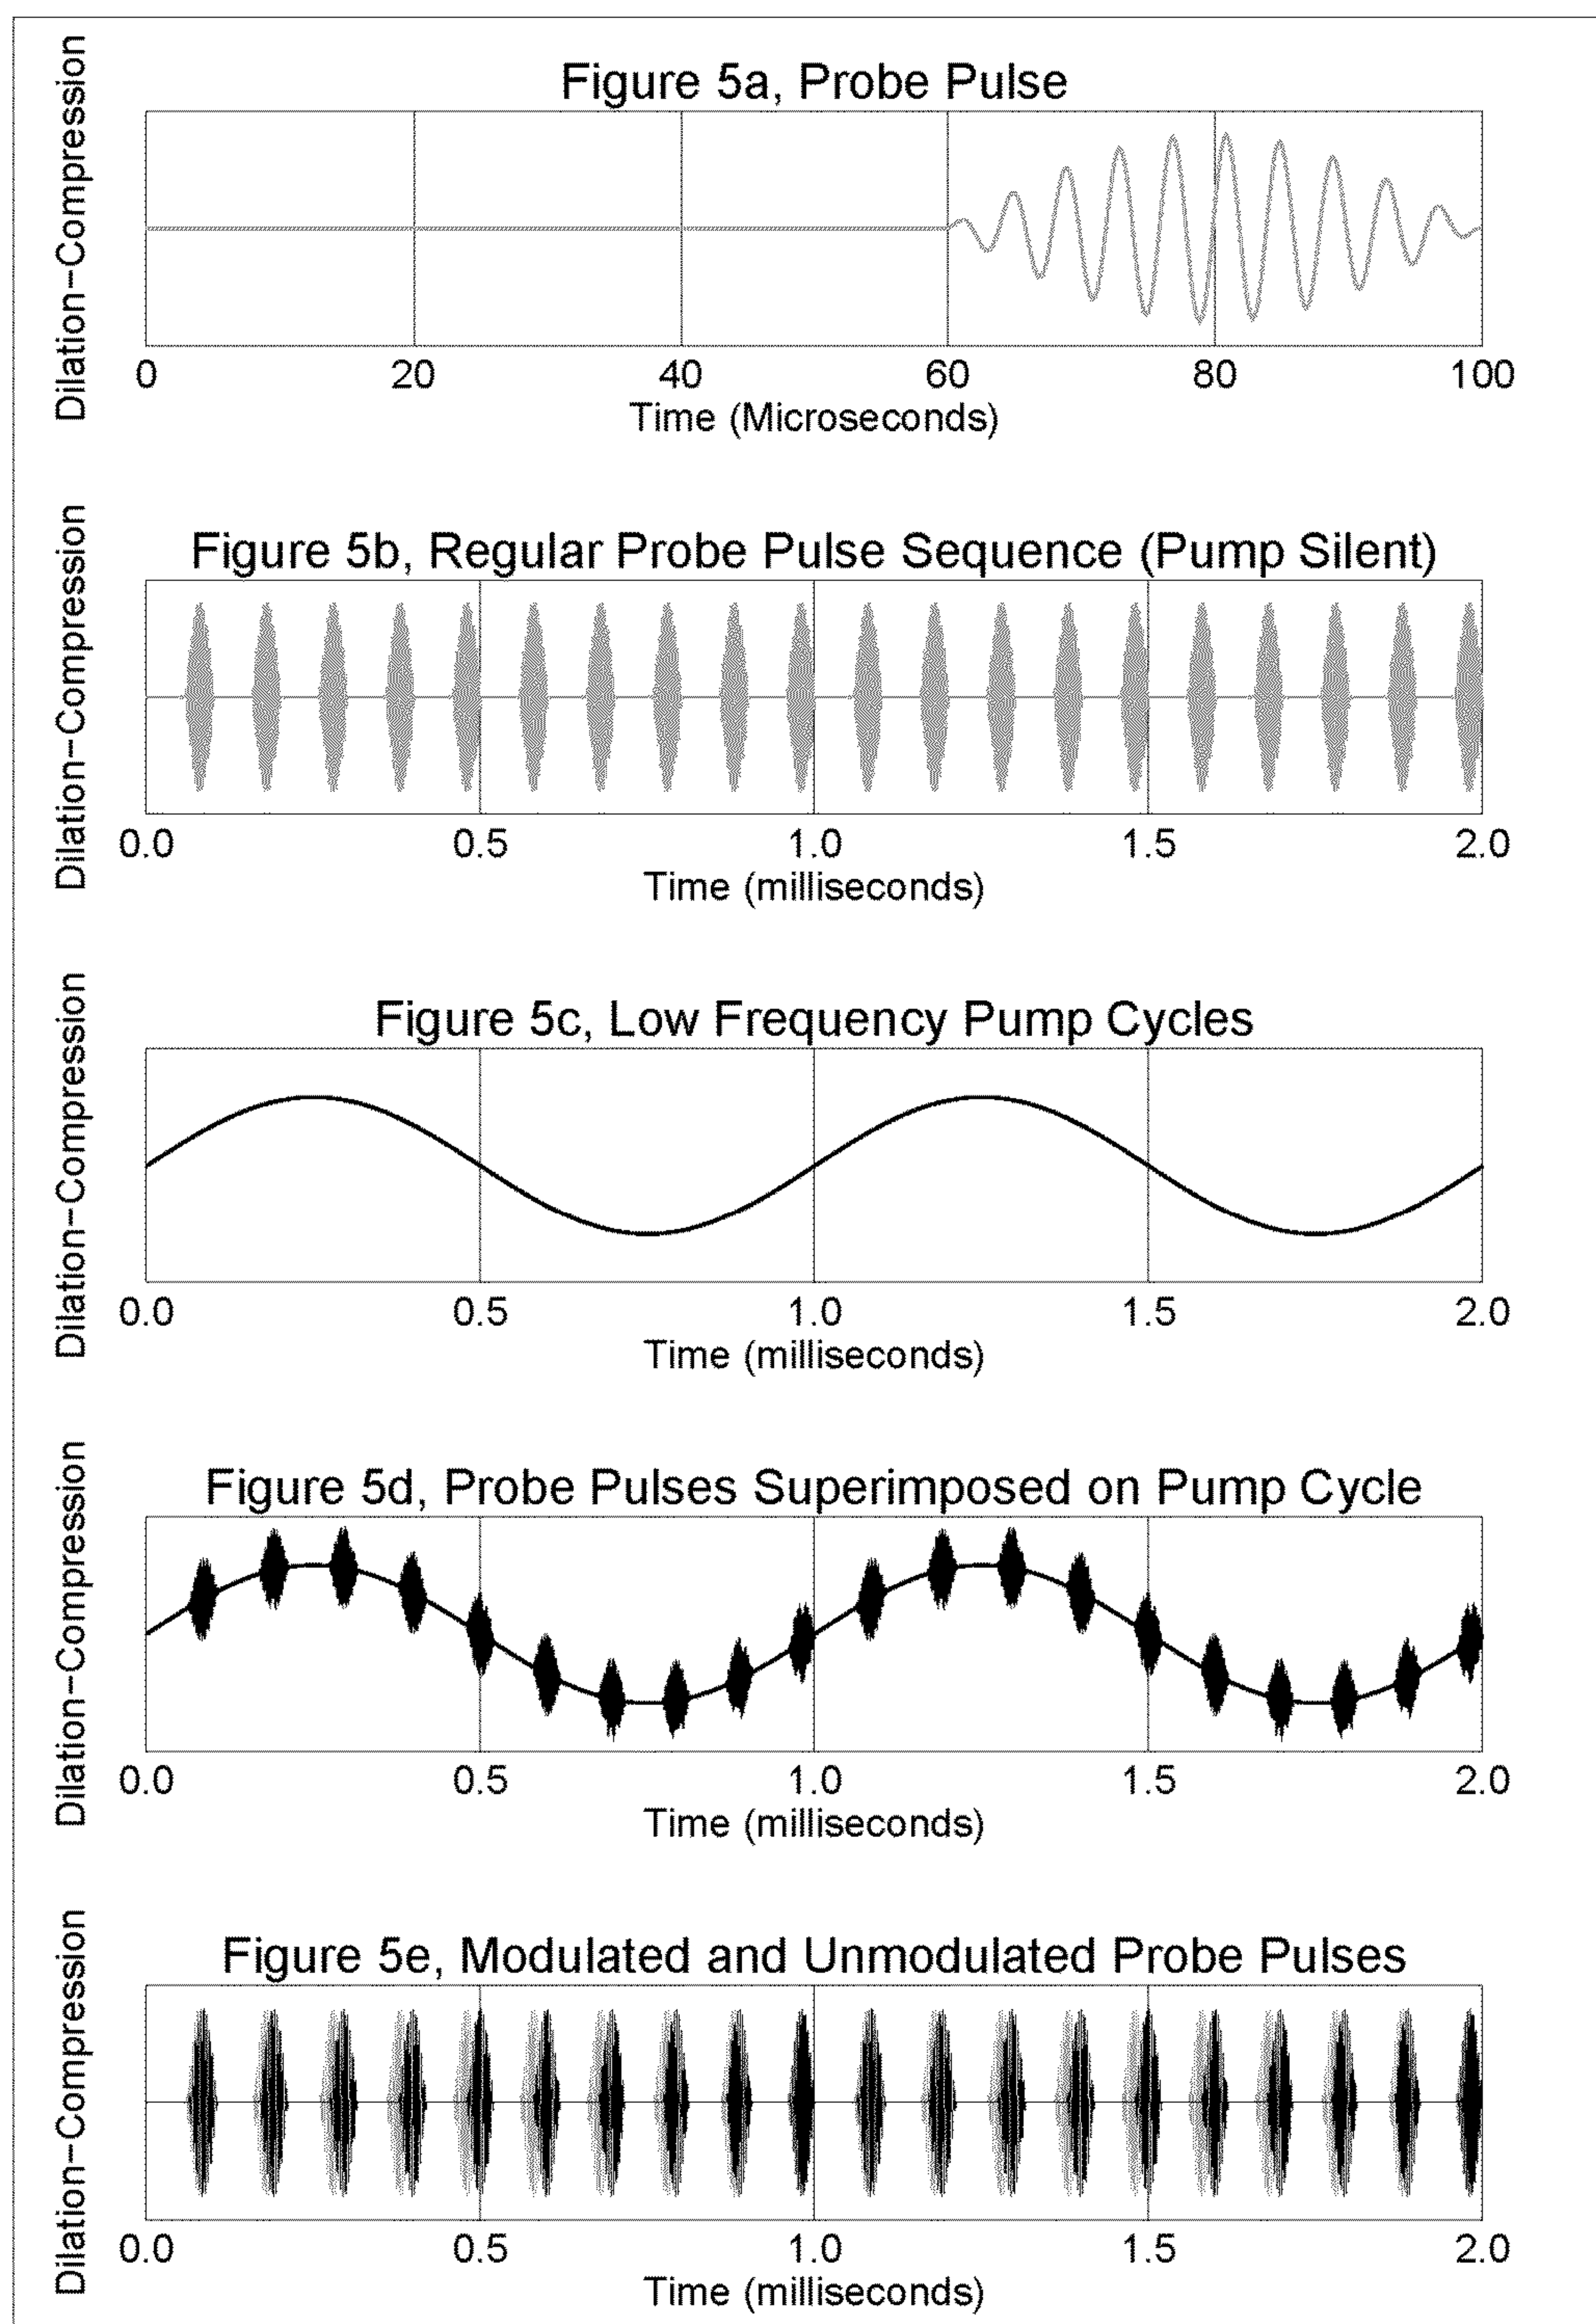 Figure 5a, Probe Pulse
Dilation-Compression
0 20 40 60 80 100
Time (Microseconds)
Figure 5b, Regular Probe Pulse Sequence (Pump Silent)
Dilation-Compression
0.0 0.5 1.0 1.5 2.0
Time (milliseconds)
Figure 5c, Low Frequency Pump Cycles
Dilation-Compression
0.0 0.5 1.0 1.5 2.0
Time (milliseconds)
Figure 5d, Probe Pulses Superimposed on Pump Cycle
Dilation-Compression
0.0 0.5 1.0 1.5 2.0
Time (milliseconds)
Figure 5e, Modulated and Unmodulated Probe Pulses
Dilation-Compression
0.0 0.5 1.0 1.5 2.0
Time (milliseconds)